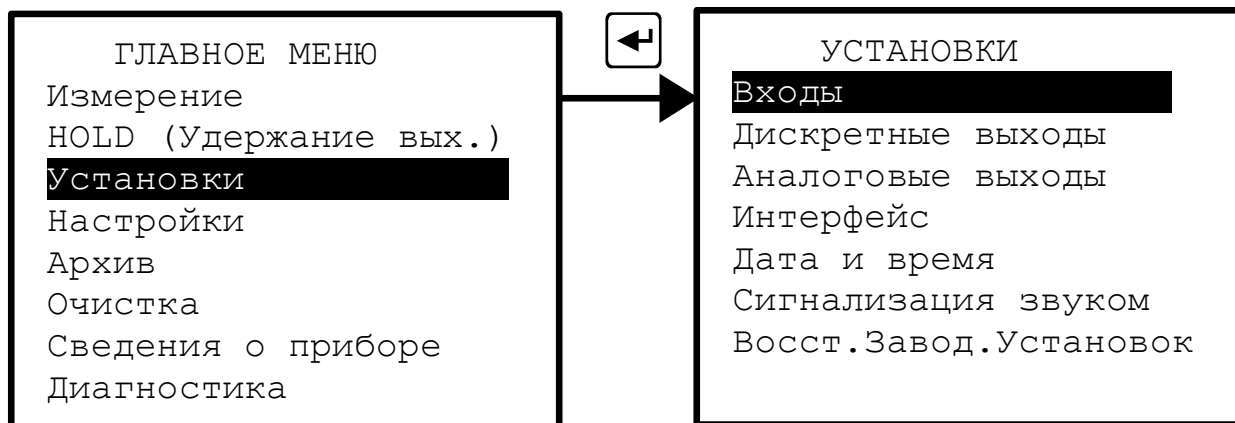 ГЛАВНОЕ МЕНЮ
Измерение
HOLD (Удержание вых.)
Установки
Настройки
Архив
Очистка
Сведения о приборе
Диагностика
УСТАНОВКИ
Входы
Дискретные выходы
Аналоговые выходы
Интерфейс
Дата и время
Сигнализация звуком
Восст.Завод.Установок